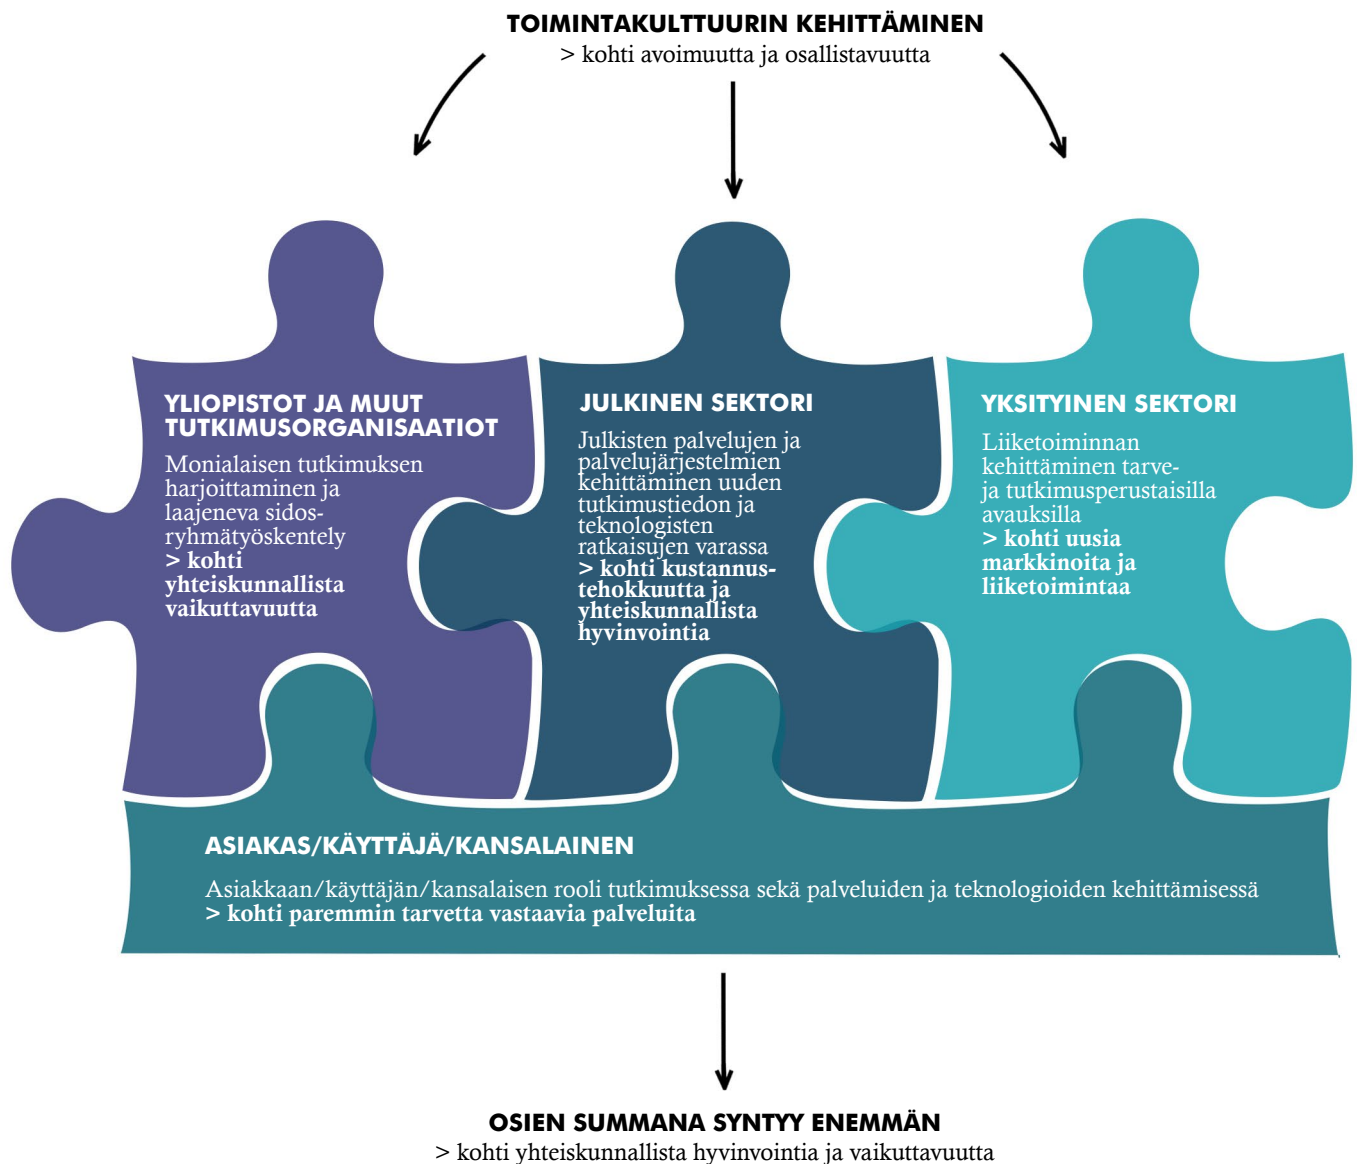 TOIMINTAKULTTUURIN KEHITTÄMINEN
> kohti avoimuutta ja osallistavuutta
YLIOPISTOT JA MUUT
TUTKIMUSORGANISAATIOT
Monialaisen tutkimuksen
harjoittaminen ja
laajeneva sidos-
ryhmätyöskentely
> kohti
yhteiskunnallista
vaikuttavuutta
JULKINEN SEKTORI
Julkisten palvelujen ja
palvelujärjestelmien
kehittäminen uuden
tutkimustiedon ja
teknologisten
ratkaisujen varassa
> kohti kustannus-
tehokkuutta ja
yhteiskunnallista
hyvinvointia
YKSITYINEN SEKTORI
Liiketoiminnan
kehittäminen tarve-
ja tutkimusperustaisilla
avauksilla
> kohti uusia
markkinoita ja
liiketoimintaa
ASIAKAS/KÄYTTÄJÄ/KANSALAINEN
Asiakkaan/käyttäjän/kansalaisen rooli tutkimuksessa sekä palveluiden ja teknologioiden kehittämisessä
> kohti paremmin tarvetta vastaavia palveluita
OSIEN SUMMANA SYNTYY ENEMMÄN
> kohti yhteiskunnallista hyvinvointia ja vaikuttavuutta